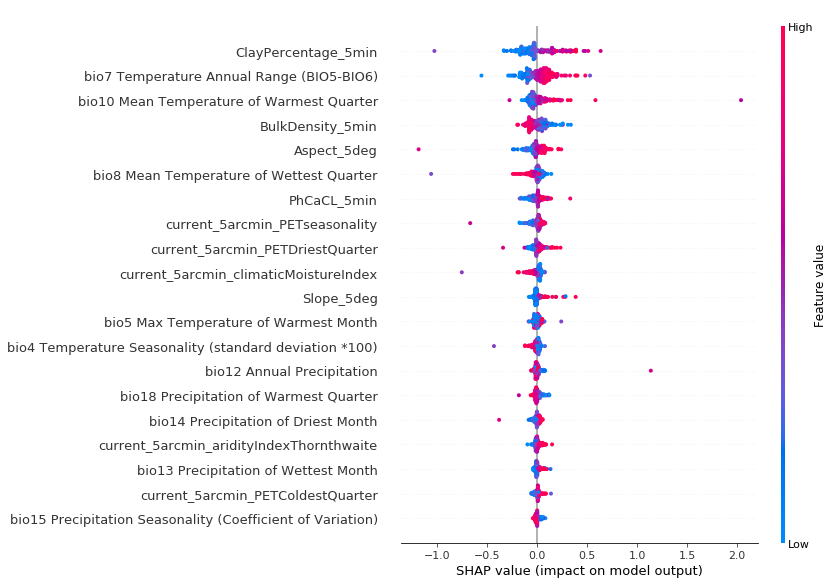 High
ClayPercentage_5min
bio7 Temperature Annual Range (BIO5-BIO6)
bio10 Mean Temperature of Warmest Quarter
BulkDensity_5min
Aspect_5deg
bio8 Mean Temperature of Wettest Quarter
PhCaCL_5min
current_5arcmin_PETseasonality
current_5arcmin_PETDriestQuarter
current_5arcmin_climaticMoistureIndex
Slope_5deg
bio5 Max Temperature of Warmest Month
bio4 Temperature Seasonality (standard deviation *100)
bio12 Annual Precipitation
bio18 Precipitation of Warmest Quarter
bio14 Precipitation of Driest Month
current_5arcmin_aridityIndexThornthwaite
bio13 Precipitation of Wettest Month
current_5arcmin_PETColdestQuarter
bio15 Precipitation Seasonality (Coefficient of Variation)
Feature value
Low
−1.0 −0.5 0.0 0.5 1.0 1.5 2.0
SHAP value (impact on model output)